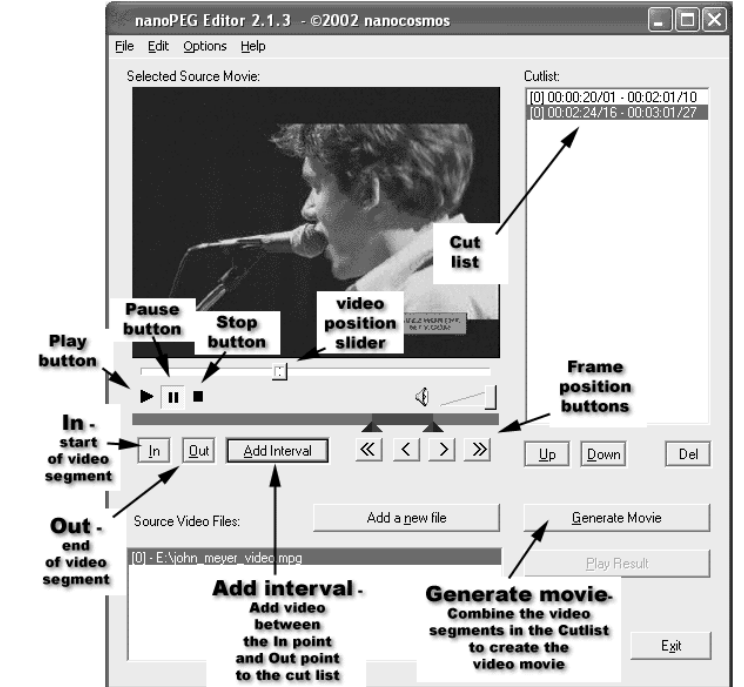 nanoPEG Editor 2.1.3 - ©2002 nanocosmos
File Edit Options Help
Selected Source Movie:
Cutlist:
[0] 00:00:20/01 - 00:02:01/10
[0] 00:02:24/16 - 00:03:01/27
Cut
list
video
position
slider
Pause
button
Stop
button
Play
button
Frame
position
buttons
In -
start
of video
segment
In Out Add Interval
Up Down Del
Out -
end
of video
segment
Source Video Files:
Add a new file
Generate Movie
[0] - E:\john_meyer_video.mpg
Play Result
Add interval -
Add video
between
the In point
and Out point
to the cut list
Generate movie-
Combine the video
segments in the Cutlist
to create the
video movie
Exit